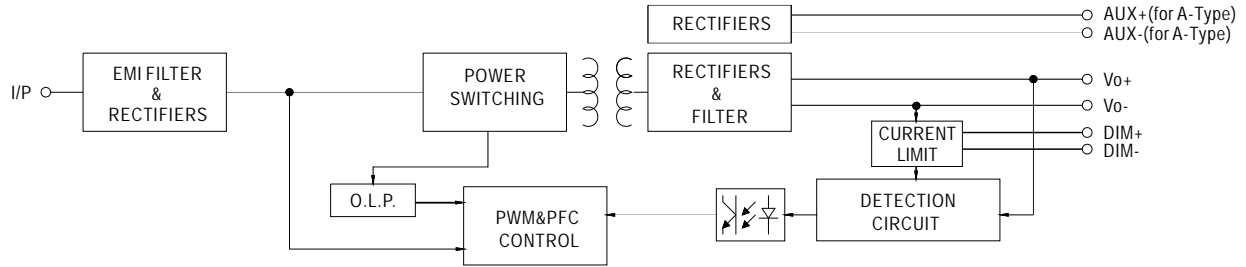 RECTIFIERS
AUX+(for A-Type)
AUX-(for A-Type)
I/P
EMI FILTER
&
RECTIFIERS
POWER
SWITCHING
RECTIFIERS
&
FILTER
Vo+
Vo-
CURRENT
LIMIT
DIM+
DIM-
O.L.P.
PWM&PFC
CONTROL
DETECTION
CIRCUIT